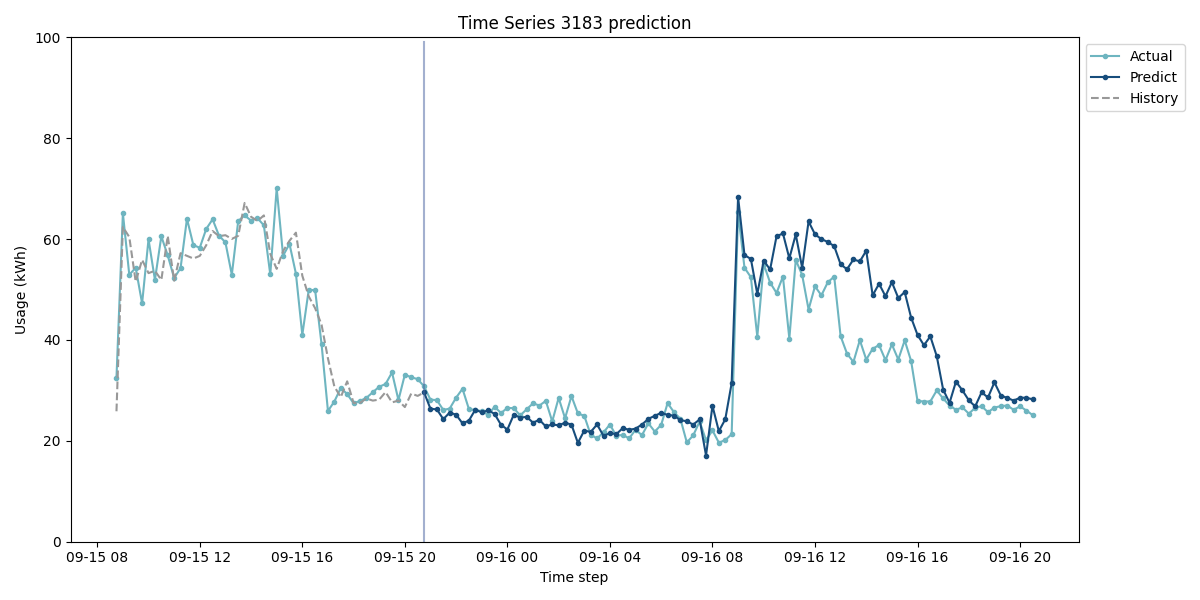 Time Series 3183 prediction
Usage (kWh)
100
80
60
40
20
0
09-15 08
09-15 12
09-15 16
09-15 20
09-16 00
09-16 04
09-16 08
09-16 12
09-16 16
09-16 20
Time step
Actual
Predict
History